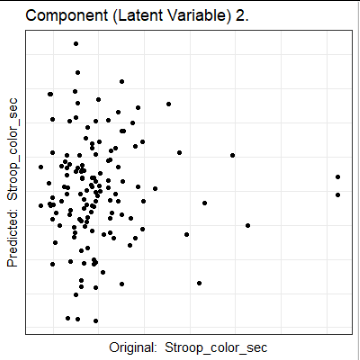 Component (Latent Variable) 2.
Predicted: Stroop_color_sec
Original: Stroop_color_sec